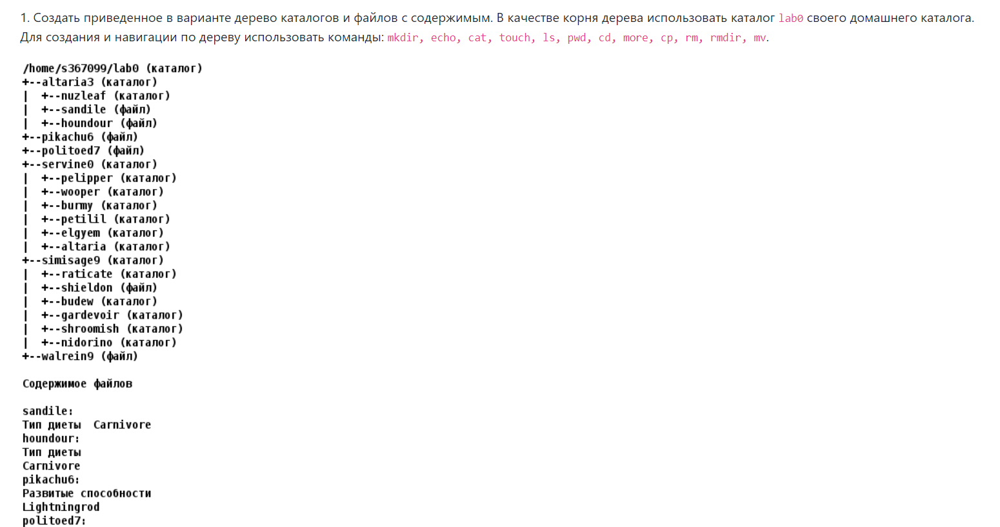 1. Создать приведенное в варианте дерево каталогов и файлов с содержимым. В качестве корня дерева использовать каталог lab0 своего домашнего каталога.
Для создания и навигации по дереву использовать команды: mkdir, echo, cat, touch, ls, pwd, cd, more, cp, rm, rmdir, mv.
/home/s367099/lab0 (каталог)
+--altaria3 (каталог)
|  +--nuzleaf (каталог)
|  +--sandile (файл)
|  +--houndour (файл)
+--pikachu6 (файл)
+--politoed7 (файл)
+--servine0 (каталог)
|  +--pelipper (каталог)
|  +--wooper (каталог)
|  +--burmy (каталог)
|  +--petilil (каталог)
|  +--elgyem (каталог)
|  +--altaria (каталог)
+--simisage9 (каталог)
|  +--raticate (каталог)
|  +--shieldon (файл)
|  +--budew (каталог)
|  +--gardevoir (каталог)
|  +--shroomish (каталог)
|  +--nidorino (каталог)
+--walrein9 (файл)
Содержимое файлов
sandile:
Тип диеты  Carnivore
houndour:
Тип диеты
Carnivore
pikachu6:
Развитые способности
Lightningrod
politoed7: